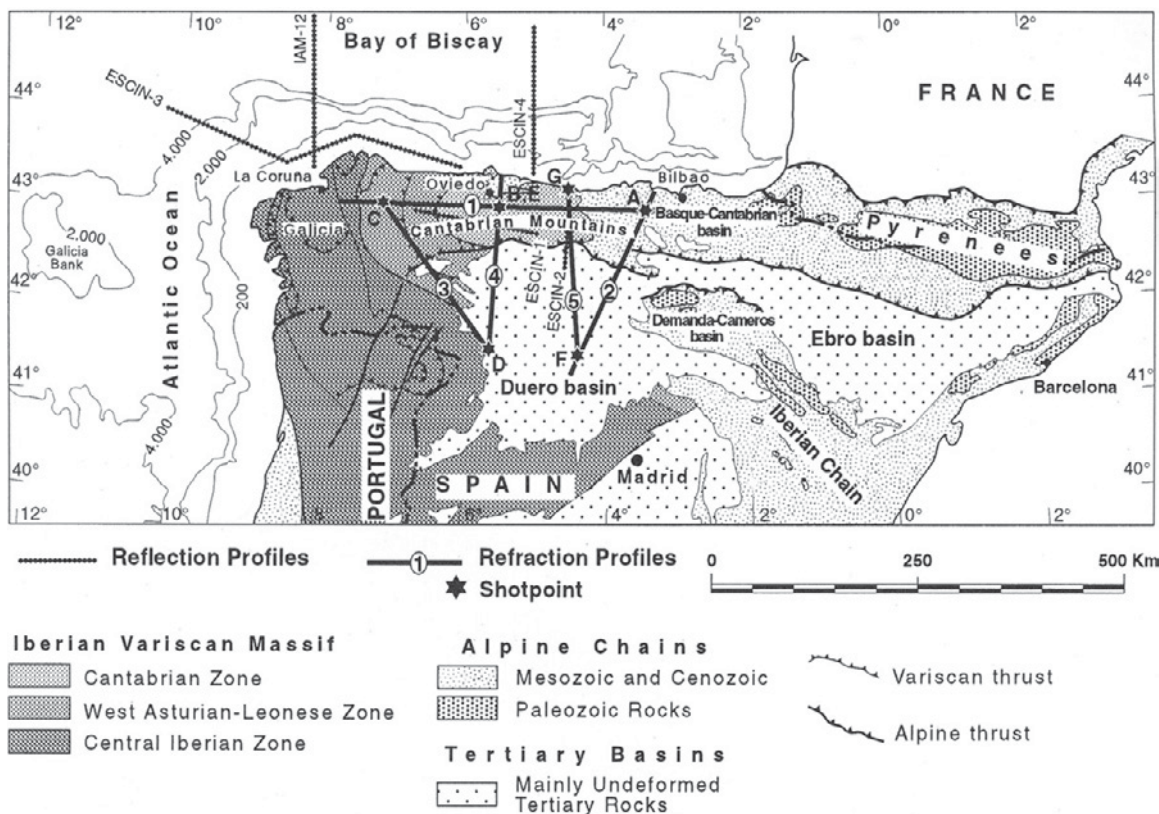 12° 10° 8° 6° 4° 2° 0° 2°
Bay of Biscay
IAM-12
ESCIN-4
ESCIN-3
44° 44°
FRANCE
4.000
2.000
La Coruna
Oviedo
G
Bilbao
43° 43°
B E A
1
C
Basque-Cantabrian
basin
Galicia
Cantabrian Mountains
Pyrenees
2.000
Galicia
Bank
Atlantic Ocean
200
ESCIN-1
ESCIN-2
42° 42°
3 4 5 2
Demanda-Cameros
basin
Ebro basin
D F
Duero basin
41° 41°
Barcelona
4.000
PORTUGAL
Iberian Chain
40° 40°
SPAIN
Madrid
12° 10° 8° 6° 4° 2° 0° 2°
Reflection Profiles
1 Refraction Profiles
Shotpoint
0 250 500 Km
Iberian Variscan Massif
Cantabrian Zone
West Asturian-Leonese Zone
Central Iberian Zone
Alpine Chains
Mesozoic and Cenozoic
Paleozoic Rocks
Tertiary Basins
Mainly Undeformed
Tertiary Rocks
Variscan thrust
Alpine thrust